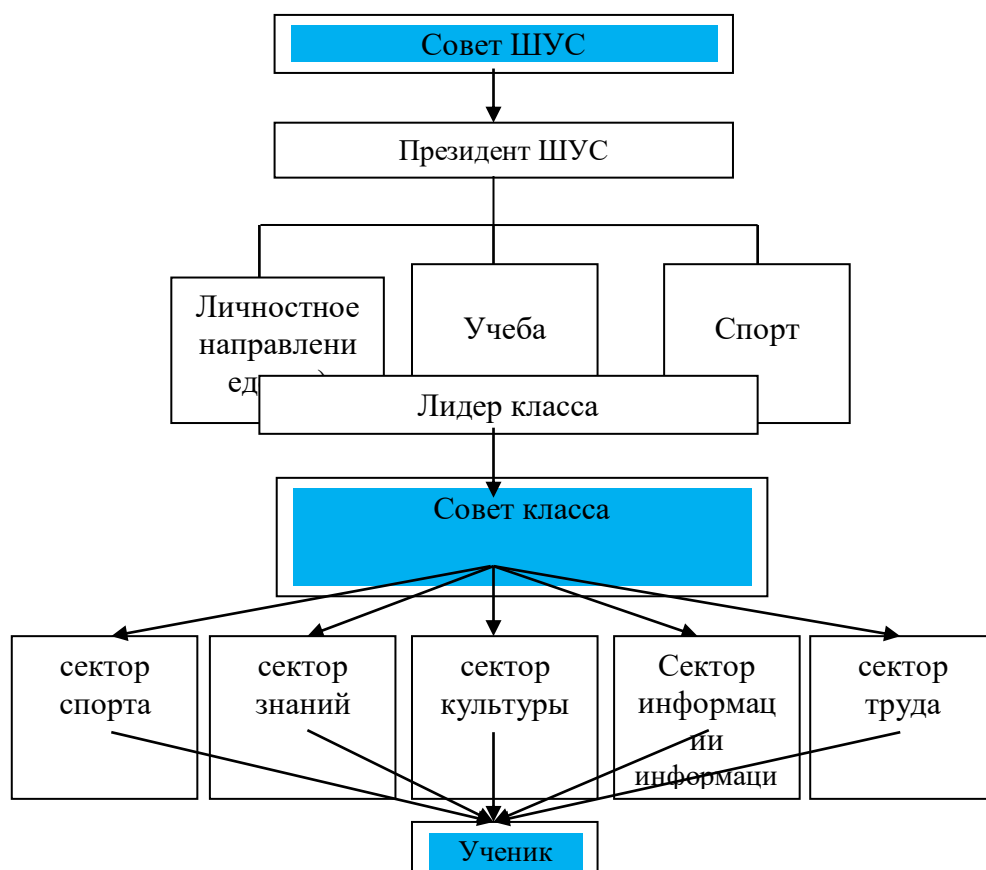 Совет ШУС
Президент ШУС
Личностное
направлени
Учеба
Спорт
Лидер класса
Совет класса
сектор
спорта
сектор
знаний
сектор
культуры
Сектор
информац
ии
информаци
сектор
труда
Ученик